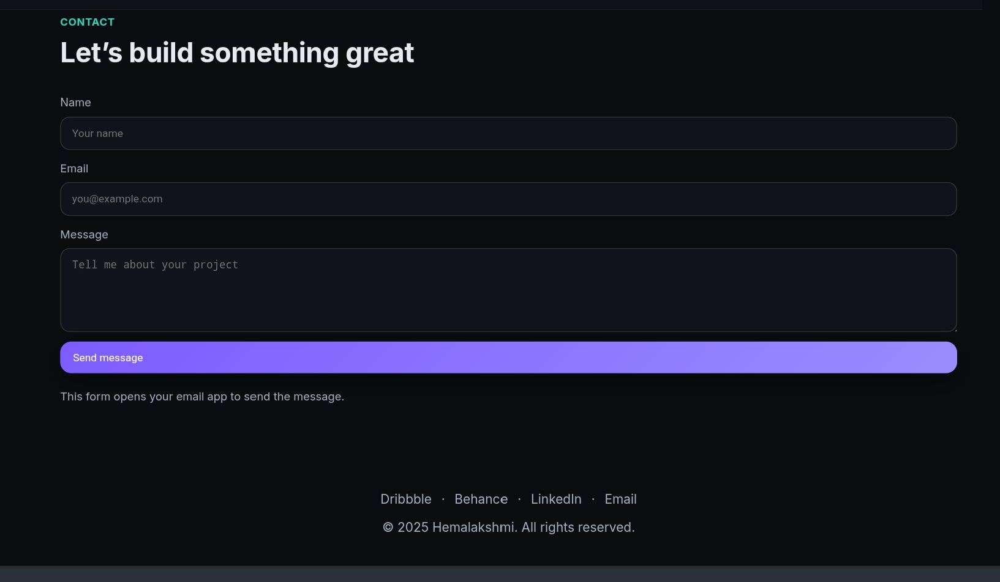 CONTACT
Let’s build something great
Name
Your name
Email
you@example.com
Message
Tell me about your project
Send message
This form opens your email app to send the message.
Dribbble · Behance · LinkedIn · Email
© 2025 Hemalakshmi. All rights reserved.